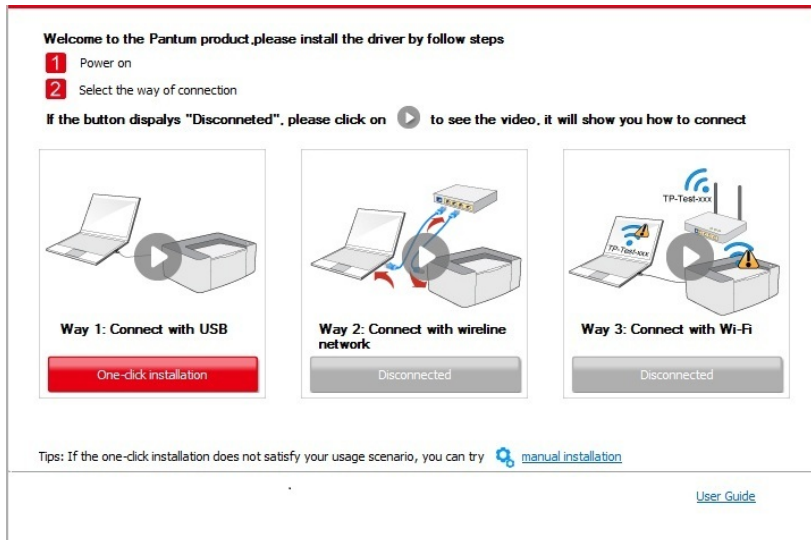 Welcome to the Pantum product,please install the driver by follow steps
1 Power on
2 Select the way of connection
If the button dispalys "Disconneted", please click on to see the video, it will show you how to connect
TP-Test-xxx
TP-Test-xxx
Way 1: Connect with USB
Way 2: Connect with wireline
network
Way 3: Connect with Wi-Fi
One-click installation
Disconnected
Disconnected
Tips: If the one-click installation does not satisfy your usage scenario, you can try manual installation
User Guide